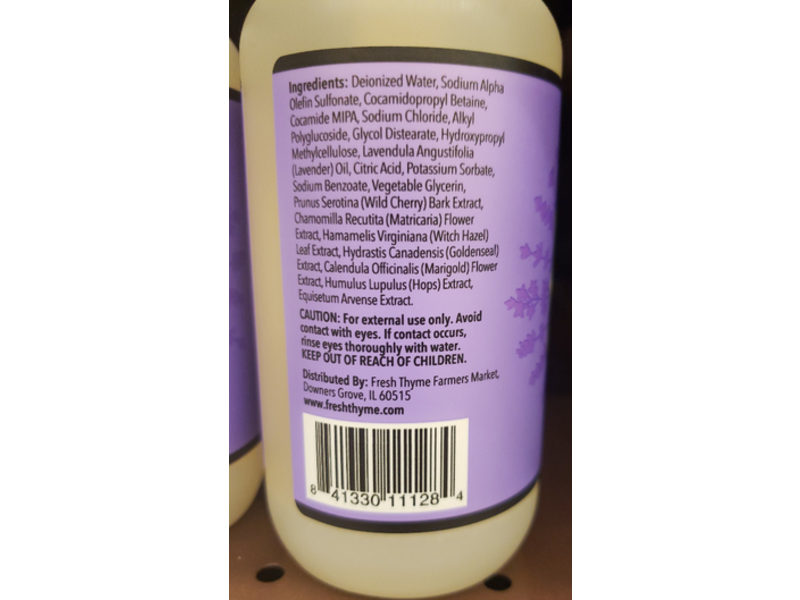 Ingredients: Deionized Water, Sodium Alpha
Olefin Sulfonate, Cocamidopropyl Betaine,
Cocamide MIPA, Sodium Chloride, Alkyl
Polyglucoside, Glycol Distearate, Hydroxypropyl
Methylcellulose, Lavendula Angustifolia
(Lavender) Oil, Citric Acid, Potassium Sorbate,
Sodium Benzoate, Vegetable Glycerin,
Prunus Serotina (Wild Cherry) Bark Extract,
Chamomilla Recutita (Matricaria) Flower
Extract, Hamamelis Virginiana (Witch Hazel)
Leaf Extract, Hydrastis Canadensis (Goldenseal)
Extract, Calendula Officinalis (Marigold) Flower
Extract, Humulus Lupulus (Hops) Extract,
Equisetum Arvense Extract.
CAUTION: For external use only. Avoid
contact with eyes. If contact occurs,
rinse eyes thoroughly with water.
KEEP OUT OF REACH OF CHILDREN.
Distributed By: Fresh Thyme Farmers Market,
Downers Grove, IL 60515
www.freshthyme.com
8 41330 11128 4